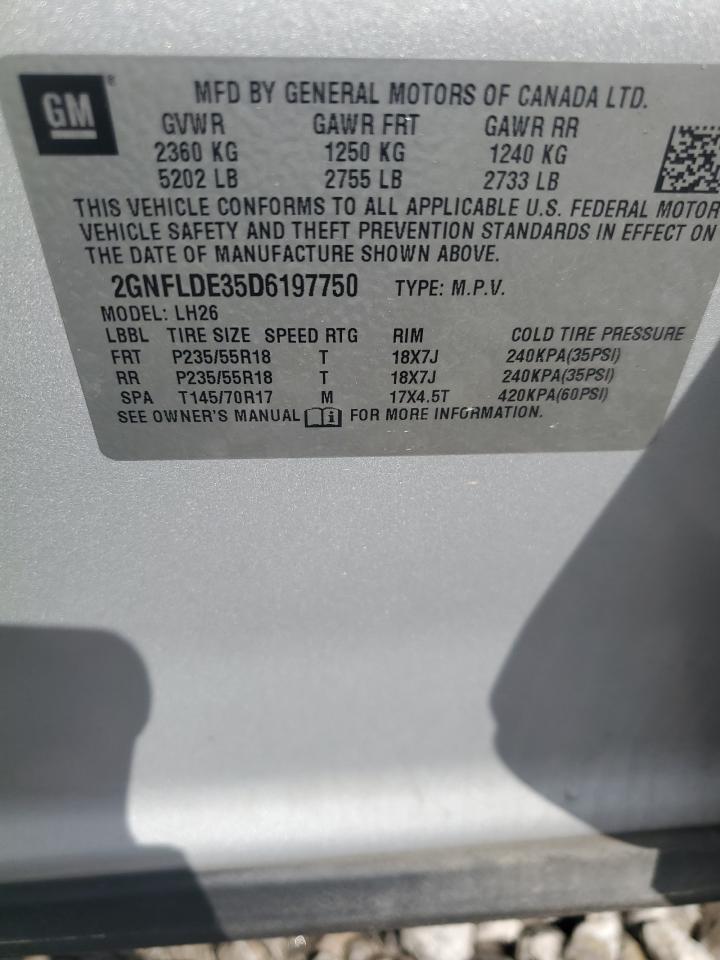 GM ®
MFD BY GENERAL MOTORS OF CANADA LTD.
GVWR GAWR FRT GAWR RR
2360 KG 1250 KG 1240 KG
5202 LB 2755 LB 2733 LB
THIS VEHICLE CONFORMS TO ALL APPLICABLE U.S. FEDERAL MOTOR
VEHICLE SAFETY AND THEFT PREVENTION STANDARDS IN EFFECT ON
THE DATE OF MANUFACTURE SHOWN ABOVE.
2GNFLDE35D6197750 TYPE: M.P.V.
MODEL: LH26
LBBL TIRE SIZE SPEED RTG RIM COLD TIRE PRESSURE
FRT P235/55R18 T 18X7J 240KPA(35PSI)
RR P235/55R18 T 18X7J 240KPA(35PSI)
SPA T145/70R17 M 17X4.5T 420KPA(60PSI)
SEE OWNER'S MANUAL i FOR MORE INFORMATION.